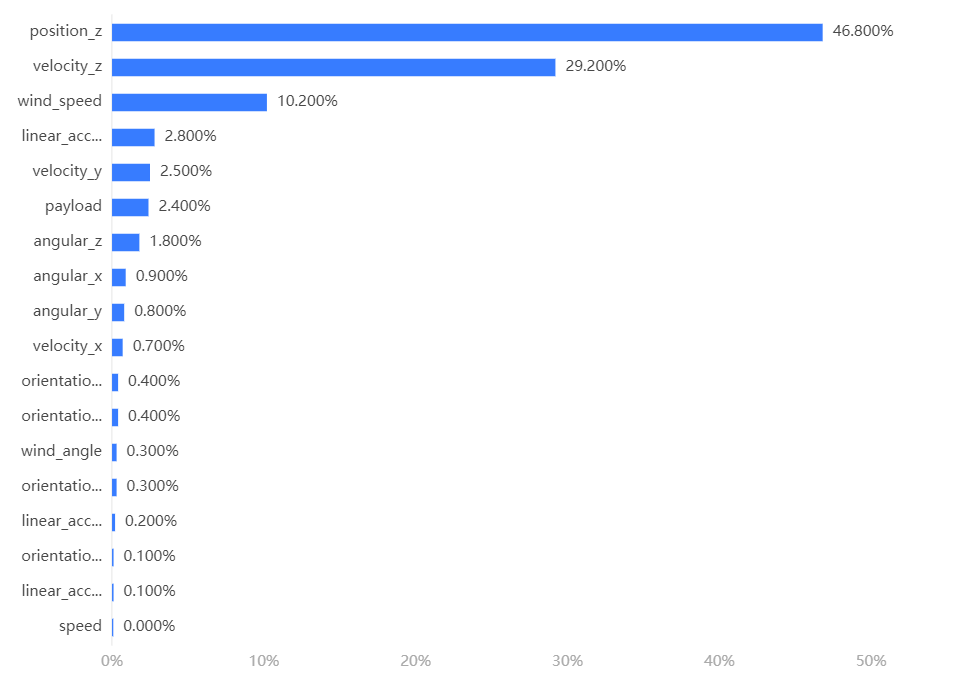 position_z 46.800%
velocity_z 29.200%
wind_speed 10.200%
linear_acc... 2.800%
velocity_y 2.500%
payload 2.400%
angular_z 1.800%
angular_x 0.900%
angular_y 0.800%
velocity_x 0.700%
orientatio... 0.400%
orientatio... 0.400%
wind_angle 0.300%
orientatio... 0.300%
linear_acc... 0.200%
orientatio... 0.100%
linear_acc... 0.100%
speed 0.000%
0% 10% 20% 30% 40% 50%